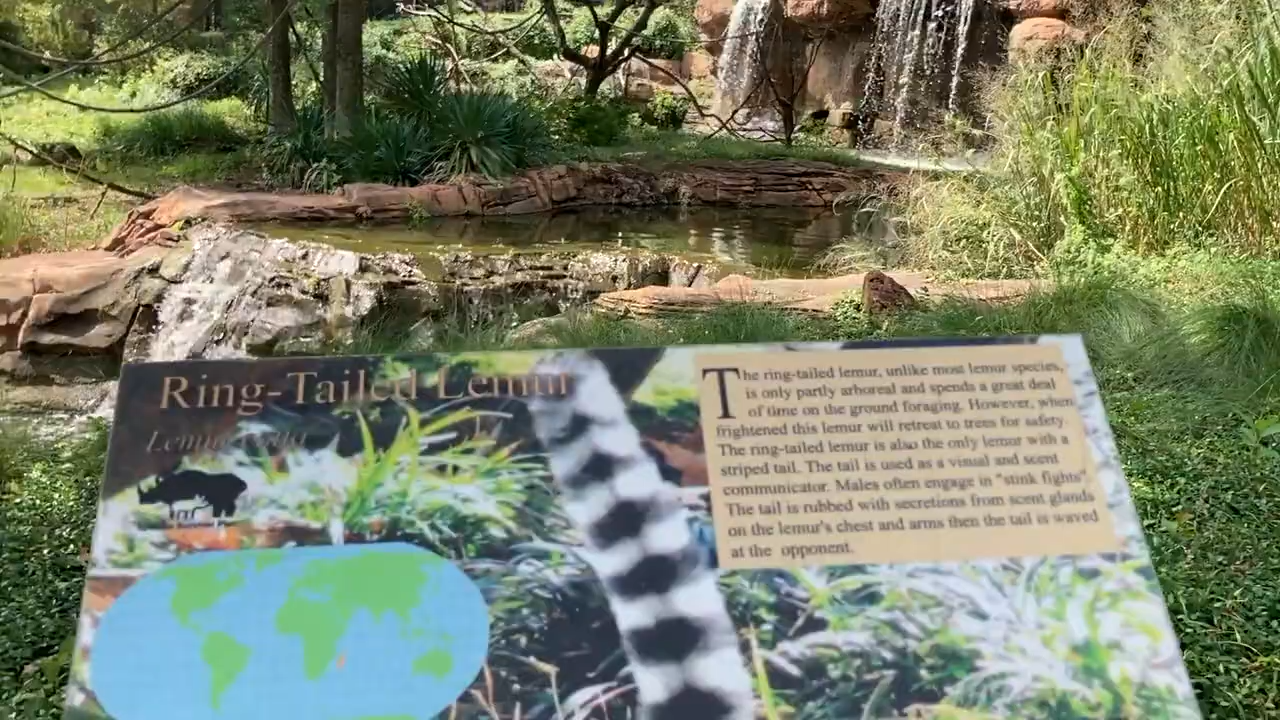 Ring-Tailed Lemur
Lemur catta
The ring-tailed lemur, unlike most lemur species,
is only partly arboreal and spends a great deal
of time on the ground foraging. However, when
frightened this lemur will retreat to trees for safety.
The ring-tailed lemur is also the only lemur with a
striped tail. The tail is used as a visual and scent
communicator. Males often engage in "stink fights".
The tail is rubbed with secretions from scent glands
on the lemur's chest and arms then the tail is waved
at the opponent.